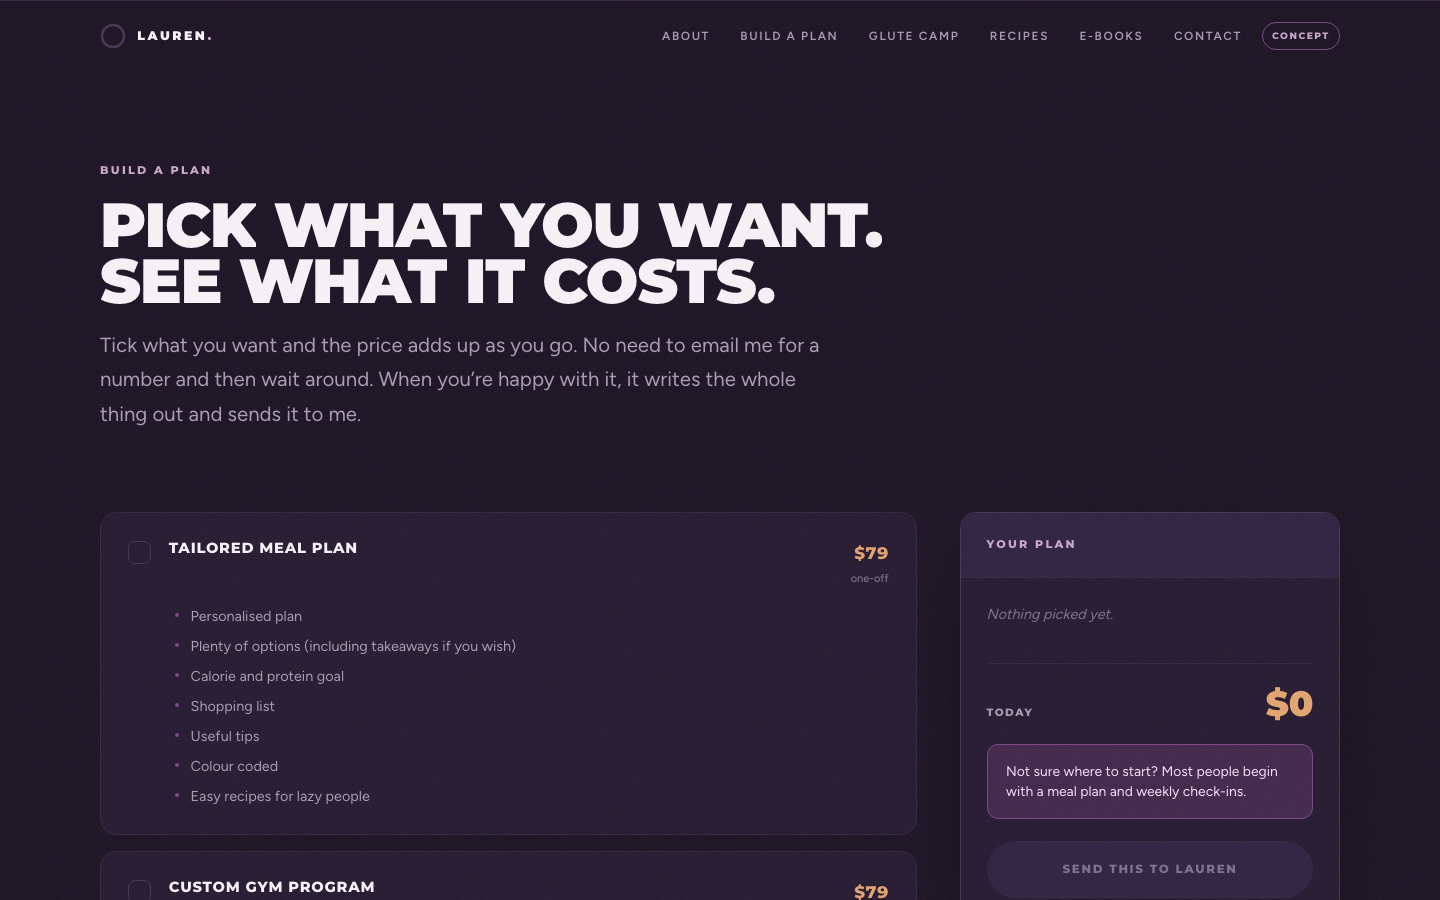 LAUREN.
ABOUT
BUILD A PLAN
GLUTE CAMP
RECIPES
E-BOOKS
CONTACT
CONCEPT
BUILD A PLAN
PICK WHAT YOU WANT.
SEE WHAT IT COSTS.
Tick what you want and the price adds up as you go. No need to email me for a
number and then wait around. When you’re happy with it, it writes the whole
thing out and sends it to me.
TAILORED MEAL PLAN
$79
one-off
• Personalised plan
• Plenty of options (including takeaways if you wish)
• Calorie and protein goal
• Shopping list
• Useful tips
• Colour coded
• Easy recipes for lazy people
CUSTOM GYM PROGRAM
$79
YOUR PLAN
Nothing picked yet.
TODAY
$0
Not sure where to start? Most people begin
with a meal plan and weekly check-ins.
SEND THIS TO LAUREN